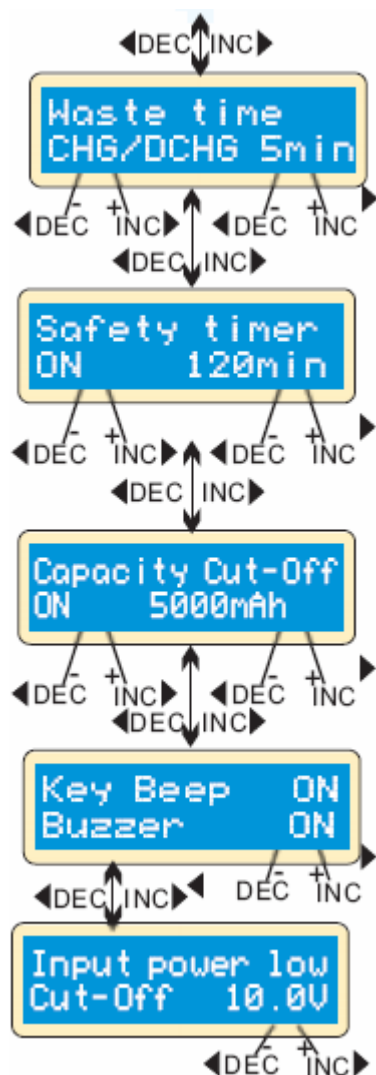 ◀DEC INC▶
Waste time
CHG/DCHG 5min
- + - +
◀DEC INC▶ ◀DEC INC ▶
◀DEC INC▶
Safety timer
ON 120min
- + - +
◀DEC INC▶ ◀DEC INC ▶
◀DEC INC▶
Capacity Cut-Off
ON 5000mAh
- + - +
◀DEC INC▶ ◀DEC INC ▶
◀DEC INC▶
Key Beep ON
Buzzer ON
- +
◀DEC INC▶ ◀ DEC INC ▶
Input power low
Cut-Off 10.0V
- +
◀DEC INC▶